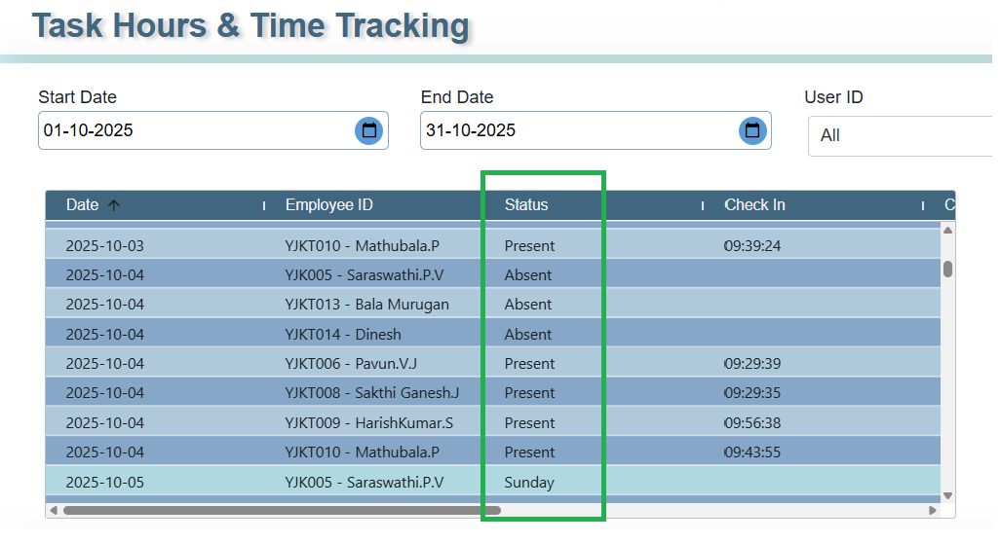 Task Hours & Time Tracking
Start Date End Date User ID
01-10-2025 31-10-2025 All
Date Employee ID Status Check In C
2025-10-03 YJKT010 - Mathubala.P Present 09:39:24
2025-10-04 YJK005 - Saraswathi.P.V Absent
2025-10-04 YJKT013 - Bala Murugan Absent
2025-10-04 YJKT014 - Dinesh Absent
2025-10-04 YJKT006 - Pavun.V.J Present 09:29:39
2025-10-04 YJKT008 - Sakthi Ganesh.J Present 09:29:35
2025-10-04 YJKT009 - HarishKumar.S Present 09:56:38
2025-10-04 YJKT010 - Mathubala.P Present 09:43:55
2025-10-05 YJK005 - Saraswathi.P.V Sunday